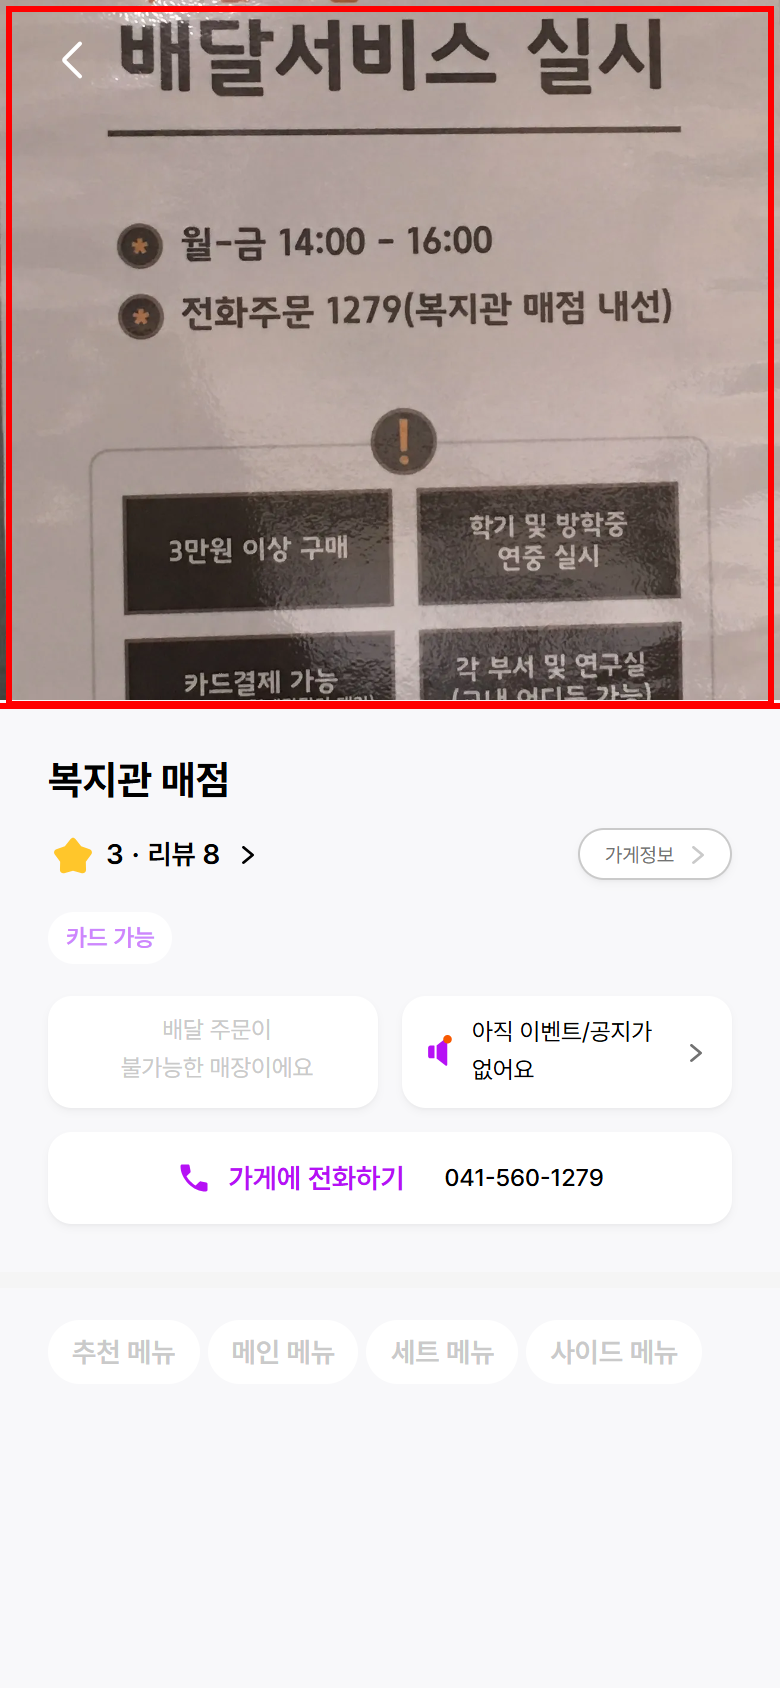 배달서비스 실시
월-금 14:00 - 16:00
전화주문 1279(복지관 매점 내선)
!
3만원 이상 구매
학기 및 방학중
연중 실시
카드결제 가능
각 부서 및 연구실
복지관 매점
3 · 리뷰 8
가게정보
카드 가능
배달 주문이
불가능한 매장이에요
아직 이벤트/공지가
없어요
가게에 전화하기 041-560-1279
추천 메뉴 메인 메뉴 세트 메뉴 사이드 메뉴